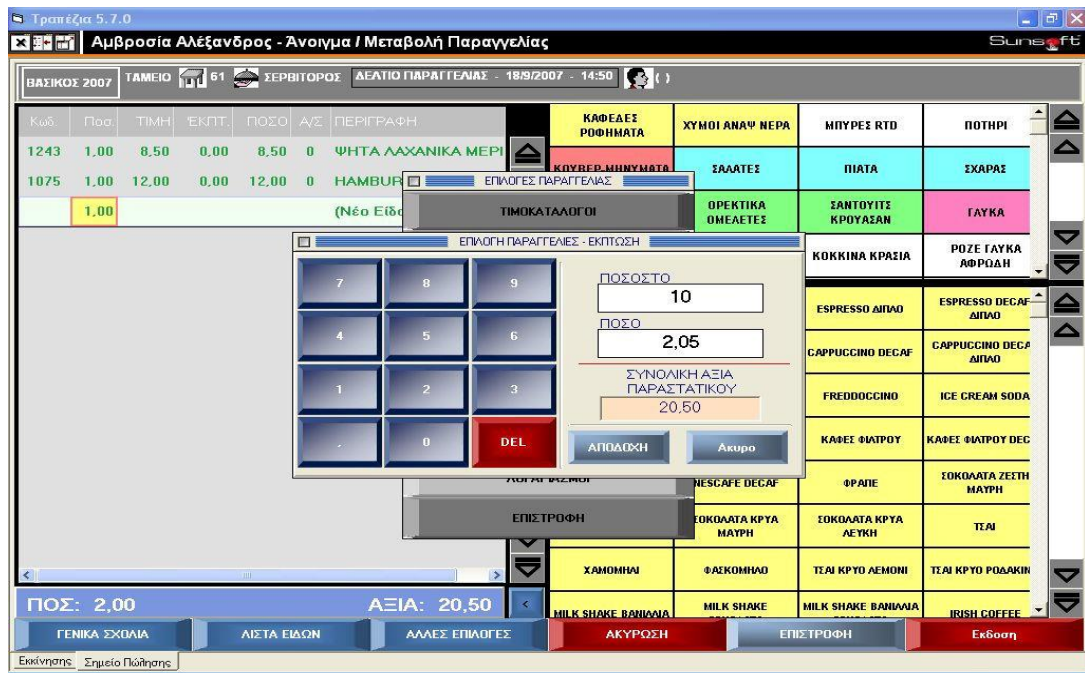 Τραπέζια 5.7.0
Αμβροσία Αλέξανδρος - Άνοιγμα / Μεταβολή Παραγγελίας
Sunsoft
ΒΑΣΙΚΟΣ 2007 ΤΑΜΕΙΟ 61 ΣΕΡΒΙΤΟΡΟΣ ΔΕΛΤΙΟ ΠΑΡΑΓΓΕΛΙΑΣ - 18/9/2007 - 14:50 ( )
Κωδ. Ποσ. ΤΙΜΗ ΈΚΠΤ. ΠΟΣΟ Α/Σ ΠΕΡΙΓΡΑΦΗ
1243 1,00 8,50 0,00 8,50 0 ΨΗΤΑ ΛΑΧΑΝΙΚΑ ΜΕΡΙ
1075 1,00 12,00 0,00 12,00 0 HAMBUR
1,00 (Νέο Είδο
ΚΑΦΕΔΕΣ ΡΟΦΗΜΑΤΑ
ΧΥΜΟΙ ΑΝΑΨ ΝΕΡΑ
ΜΠΥΡΕΣ RTD
ΠΟΤΗΡΙ
ΚΟΥΒΕΡ-ΜΗΝΥΜΑΤΑ
ΣΑΛΑΤΕΣ
ΠΙΑΤΑ
ΣΧΑΡΑΣ
ΟΡΕΚΤΙΚΑ ΟΜΕΛΕΤΕΣ
ΣΑΝΤΟΥΙΤΣ ΚΡΟΥΑΣΑΝ
ΓΛΥΚΑ
ΚΟΚΚΙΝΑ ΚΡΑΣΙΑ
ΡΟΖΕ ΓΛΥΚΑ ΑΦΡΩΔΗ
ΕΠΙΛΟΓΕΣ ΠΑΡΑΓΓΕΛΙΑΣ
ΤΙΜΟΚΑΤΑΛΟΓΟΙ
ΕΠΙΛΟΓΗ ΠΑΡΑΓΓΕΛΙΕΣ - ΕΚΠΤΩΣΗ
7 8 9
4 5 6
1 2 3
. 0 DEL
ΠΟΣΟΣΤΟ
10
ΠΟΣΟ
2,05
ΣΥΝΟΛΙΚΗ ΑΞΙΑ
ΠΑΡΑΣΤΑΤΙΚΟΥ
20,50
ΑΠΟΔΟΧΗ Ακυρο
ΛΟΓΑΡΙΑΣΜΟΙ
ΕΠΙΣΤΡΟΦΗ
ESPRESSO ΔΙΠΛΟ
ESPRESSO DECAF ΔΙΠΛΟ
CAPPUCCINO DECAF
CAPPUCCINO DECA ΔΙΠΛΟ
FREDDOCCINO
ICE CREAM SODA
ΚΑΦΕΣ ΦΙΛΤΡΟΥ
ΚΑΦΕΣ ΦΙΛΤΡΟΥ DEC
NESCAFE DECAF
ΦΡΑΠΕ
ΣΟΚΟΛΑΤΑ ΖΕΣΤΗ ΜΑΥΡΗ
ΣΟΚΟΛΑΤΑ ΚΡΥΑ ΜΑΥΡΗ
ΣΟΚΟΛΑΤΑ ΚΡΥΑ ΛΕΥΚΗ
ΤΣΑΙ
ΧΑΜΟΜΗΛΙ
ΦΑΣΚΟΜΗΛΟ
ΤΣΑΙ ΚΡΥΟ ΛΕΜΟΝΙ
ΤΣΑΙ ΚΡΥΟ ΡΟΔΑΚΙΝ
MILK SHAKE ΒΑΝΙΛΛΙΑ
MILK SHAKE
MILK SHAKE ΒΑΝΙΛΛΙΑ
IRISH COFFEE
ΠΟΣ: 2,00 ΑΞΙΑ: 20,50
ΓΕΝΙΚΑ ΣΧΟΛΙΑ ΛΙΣΤΑ ΕΙΔΩΝ ΑΛΛΕΣ ΕΠΙΛΟΓΕΣ ΑΚΥΡΩΣΗ ΕΠΙΣΤΡΟΦΗ Εκδοση
Εκκίνησης Σημείο Πώλησης